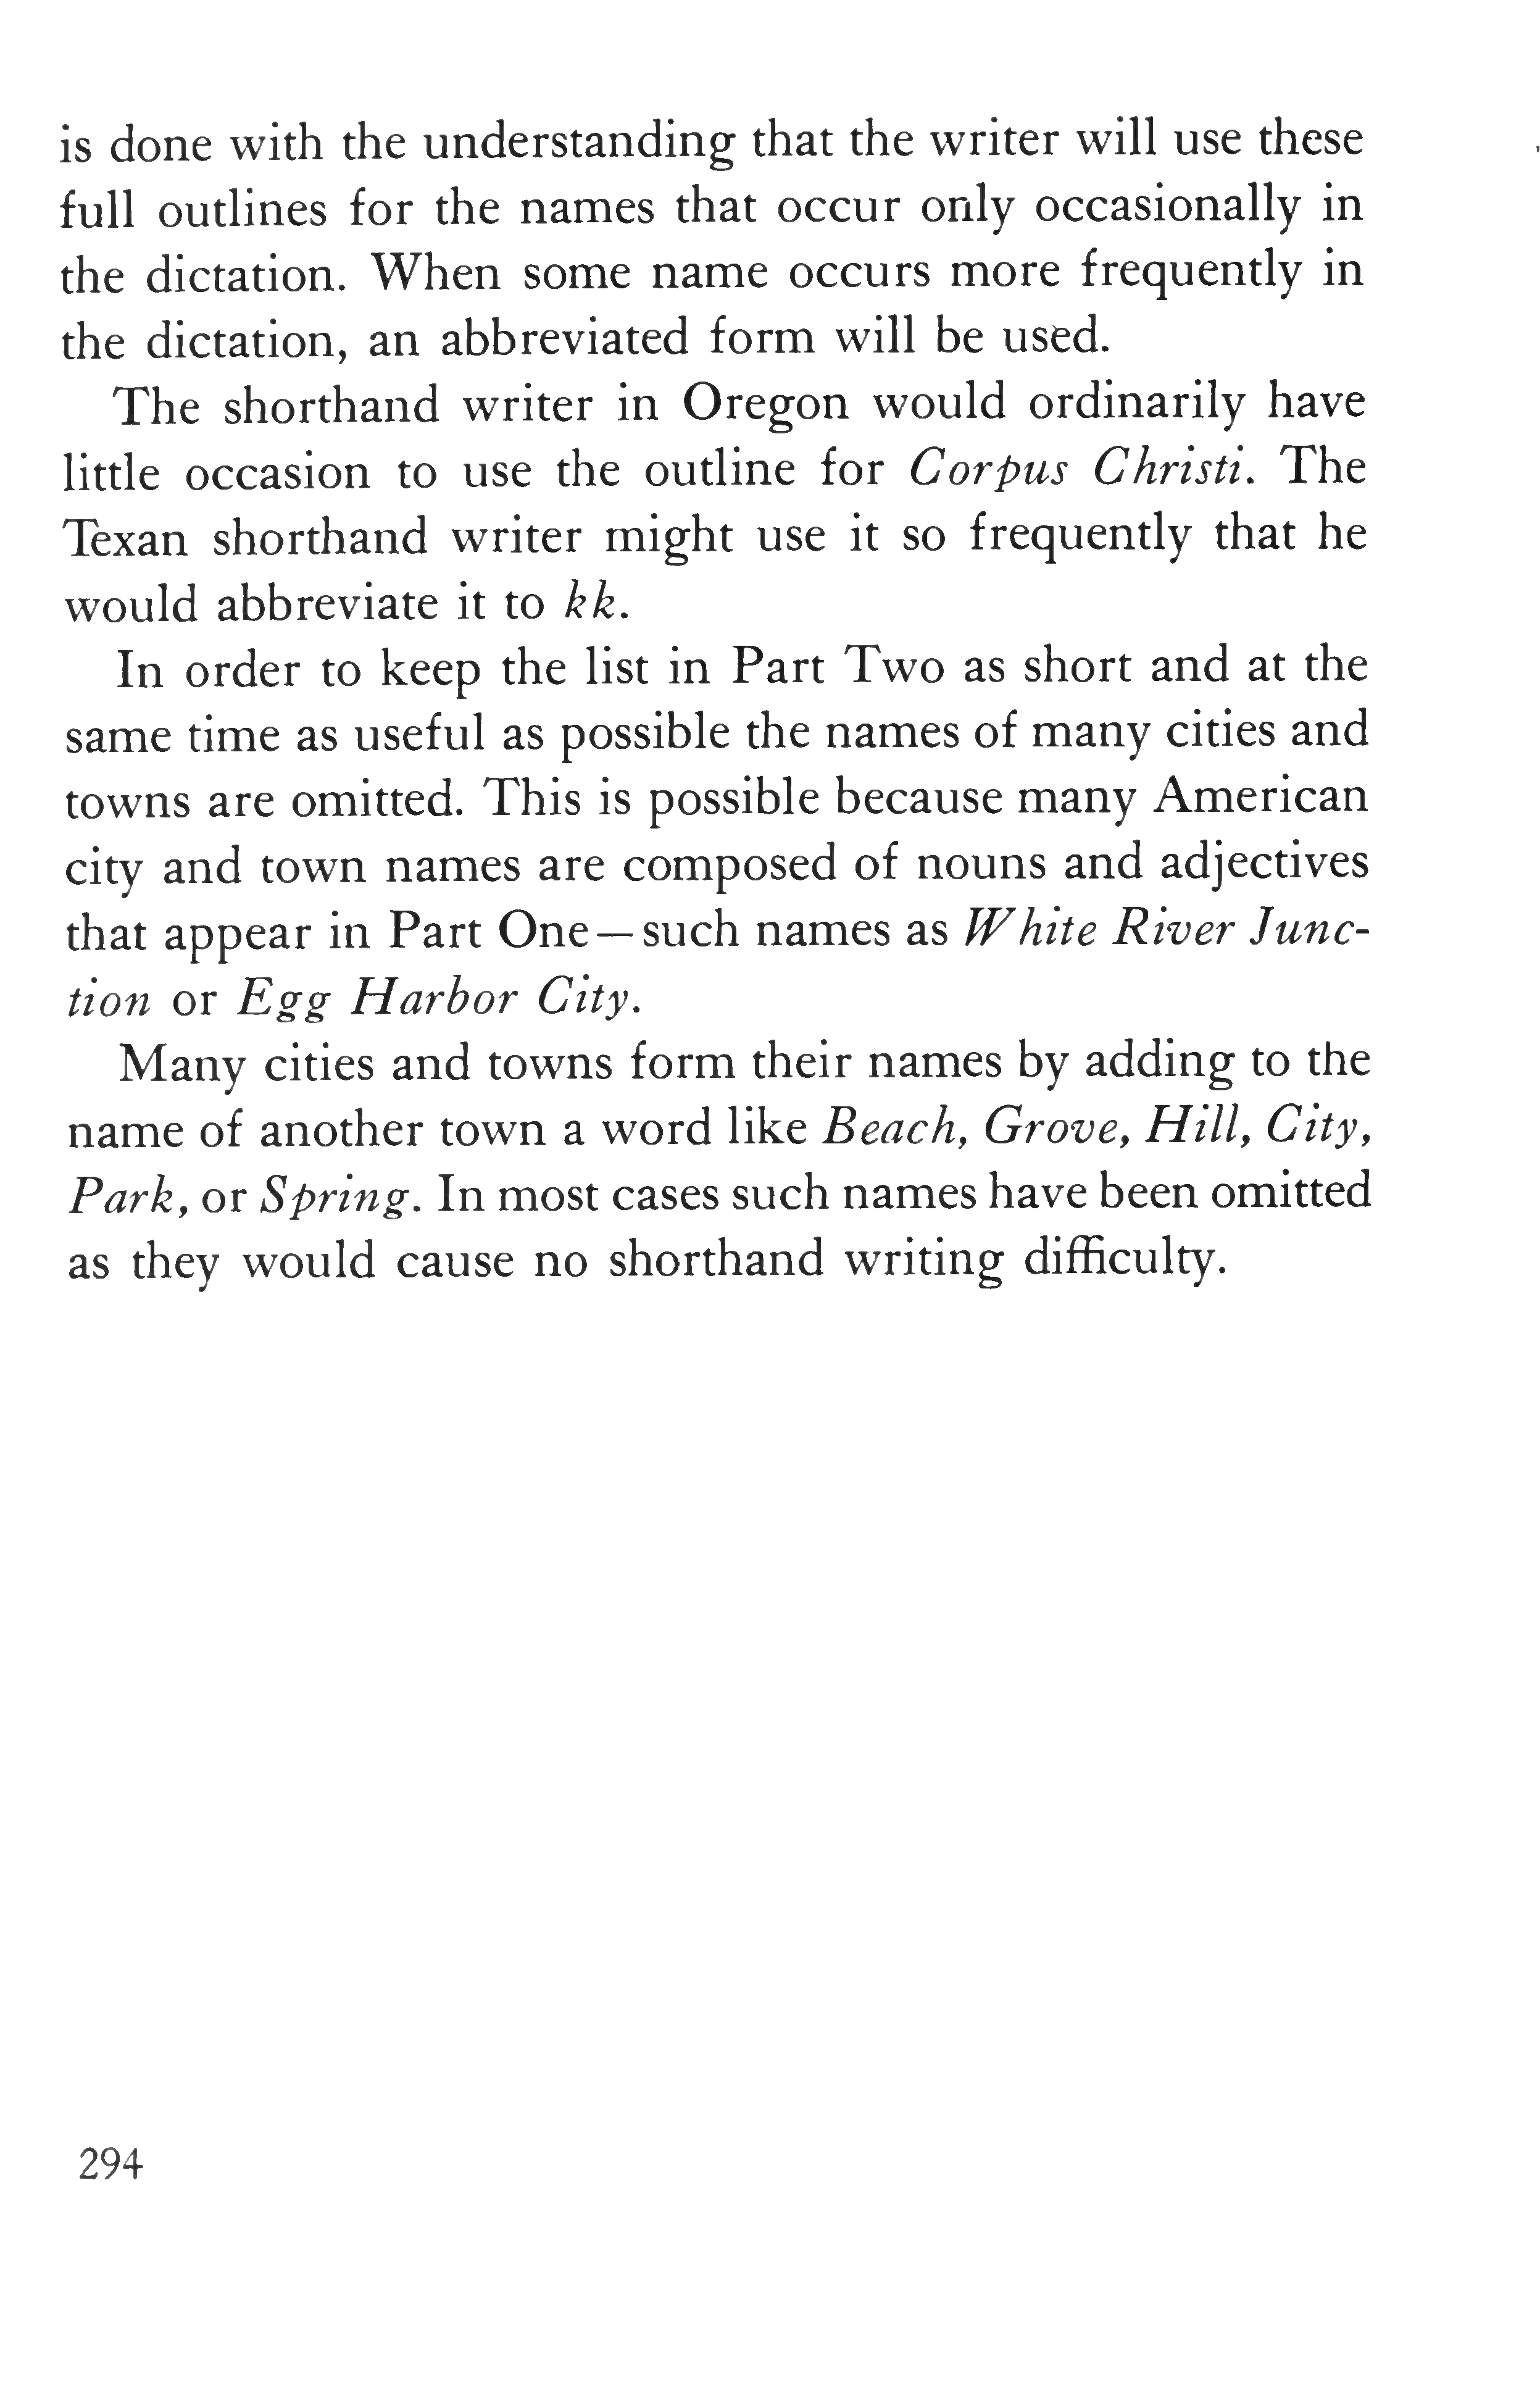 is done with the understanding that the writer will use these
full outlines for the names that occur only occasionally in
the dictation. When some name occurs more frequently in
the dictation, an abbreviated form will be used.
The shorthand writer in Oregon would ordinarily have
little occasion to use the outline for Corpus Christi. The
Texan shorthand writer might use it so frequently that he
would abbreviate it to kk.
In order to keep the list in Part Two as short and at the
same time as useful as possible the names of many cities and
towns are omitted. This is possible because many American
city and town names are composed of nouns and adjectives
that appear in Part One—such names as White River Junc-
tion or Egg Harbor City.
Many cities and towns form their names by adding to the
name of another town a word like Beach, Grove, Hill, City,
Park, or Spring. In most cases such names have been omitted
as they would cause no shorthand writing difficulty.
294